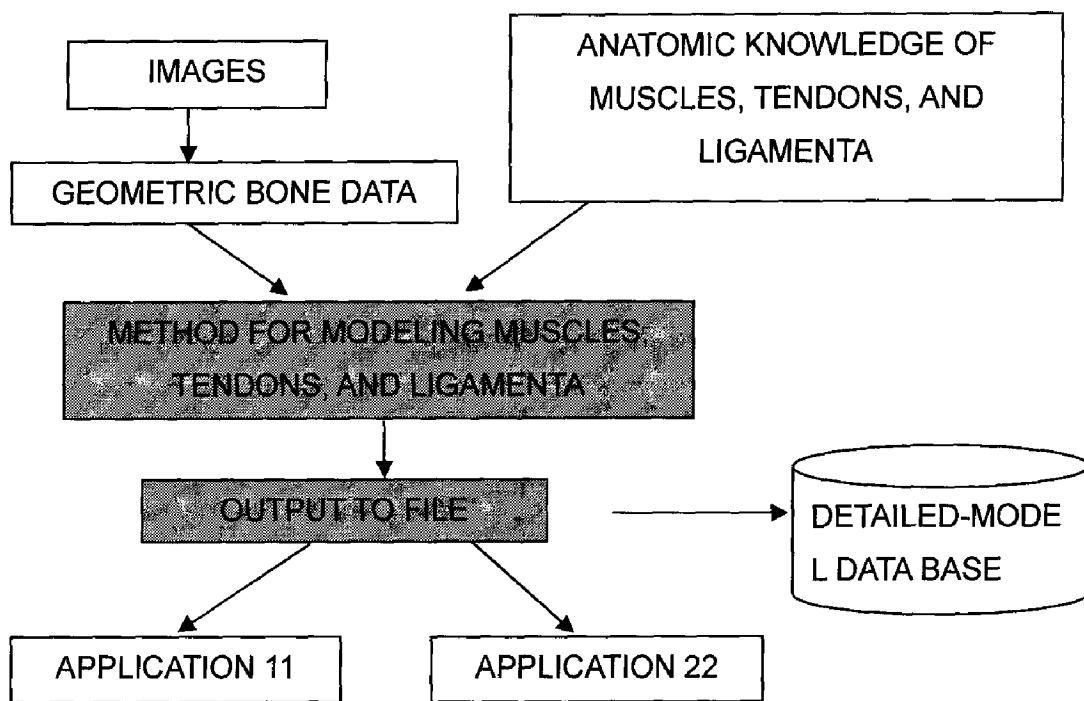 IMAGES
ANATOMIC KNOWLEDGE OF
MUSCLES, TENDONS, AND
LIGAMENTA
GEOMETRIC BONE DATA
METHOD FOR MODELING MUSCLES,
TENDONS, AND LIGAMENTA
OUTPUT TO FILE
DETAILED-MODE
L DATA BASE
APPLICATION 11
APPLICATION 22